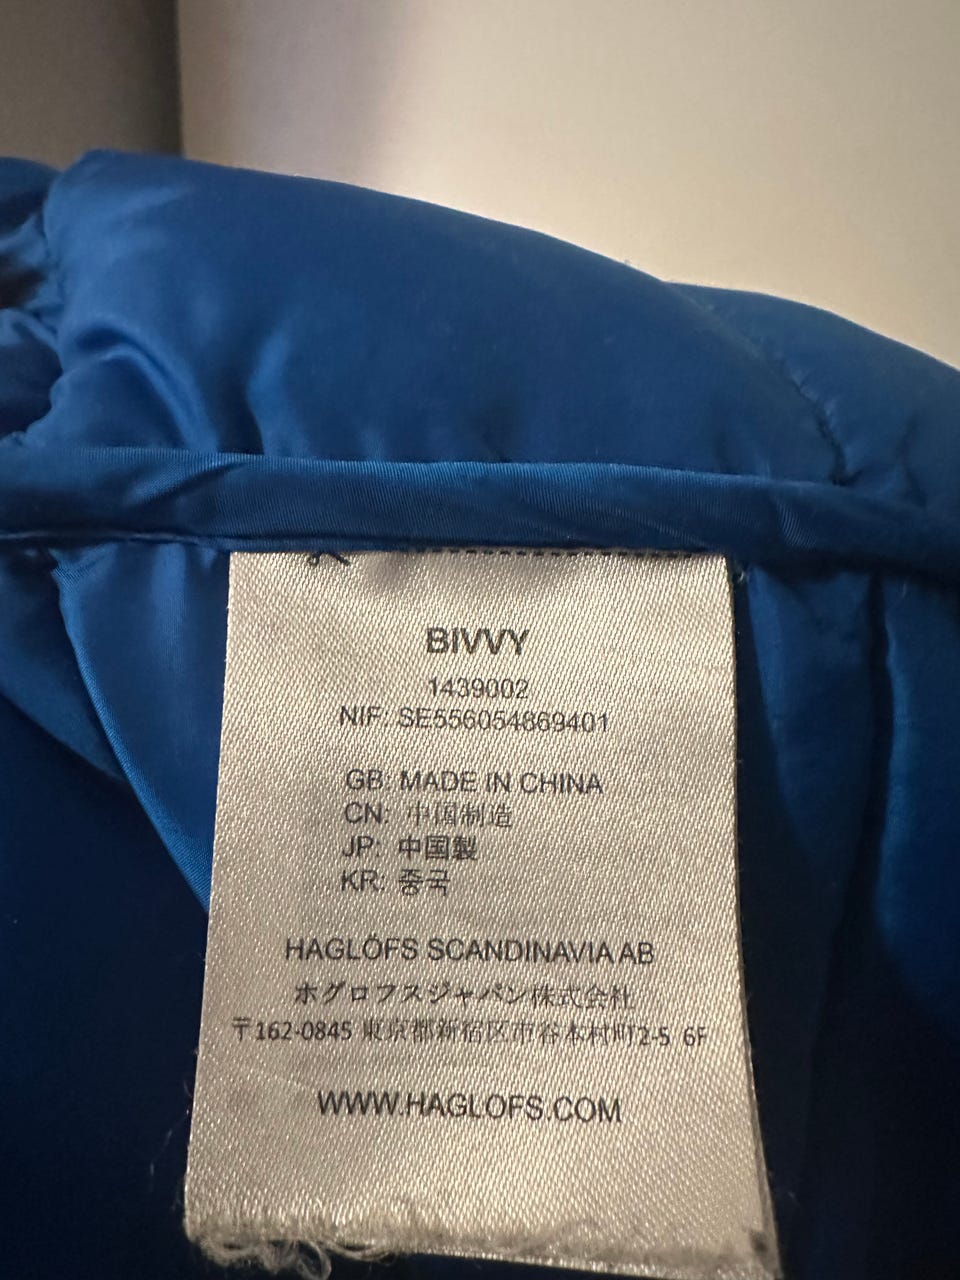 BIVVY
1439002
NIF: SE556054869401
GB: MADE IN CHINA
CN: 中国制造
JP: 中国製
KR: 중국
HAGLÖFS SCANDINAVIA AB
ホグロフスジャパン株式会社
〒162-0845 東京都新宿区市谷本村町2-5 6F
WWW.HAGLOFS.COM